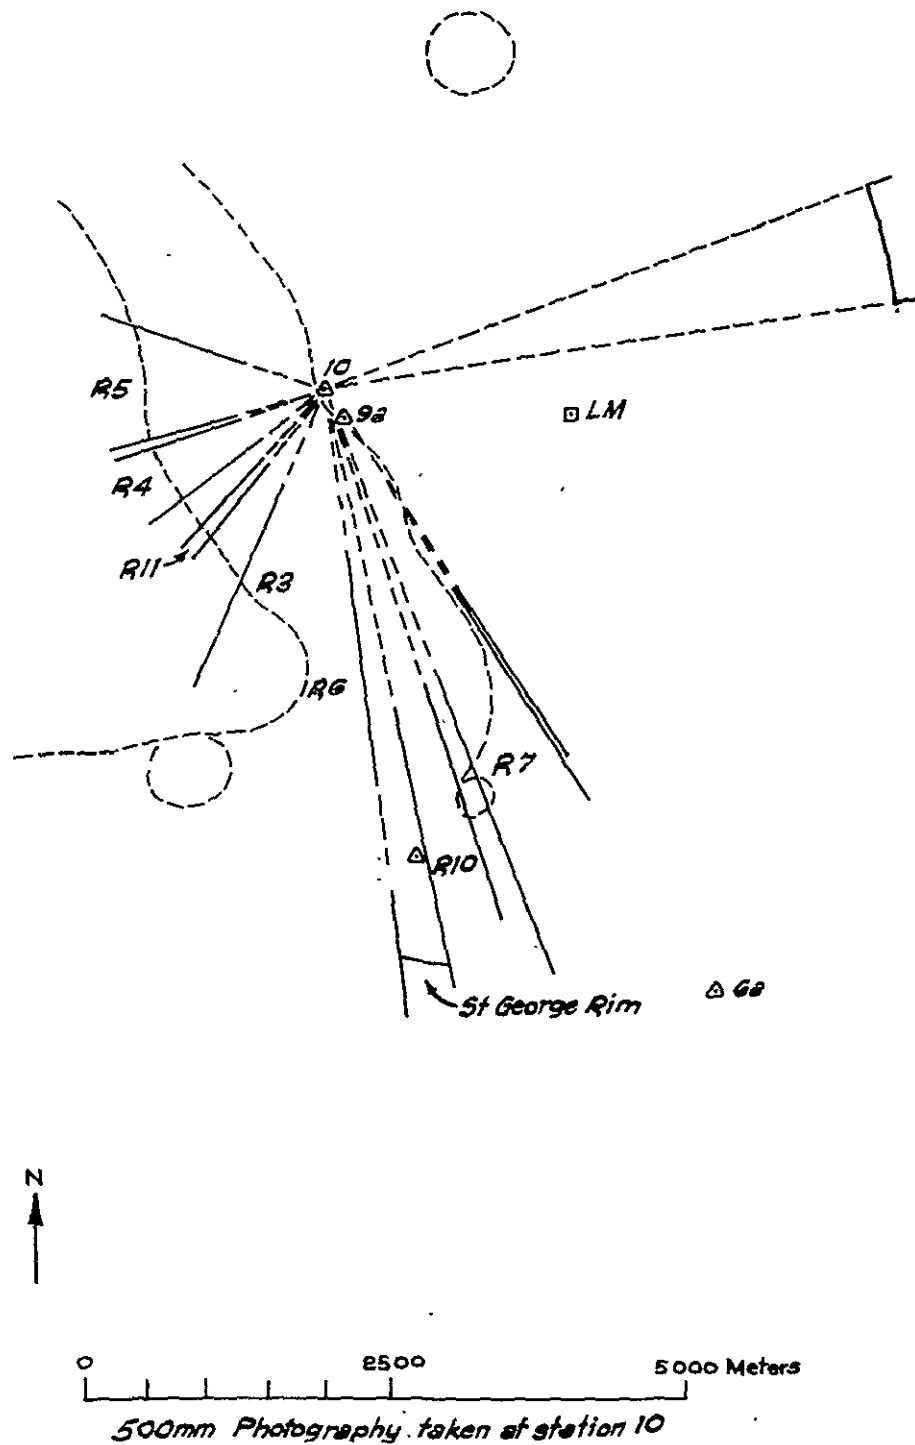 10
R5
9a
LM
R4
R11
R3
R6
R7
R10
St George Rim
6a
N
0 2500 5000 Meters
500mm Photography taken at station 10